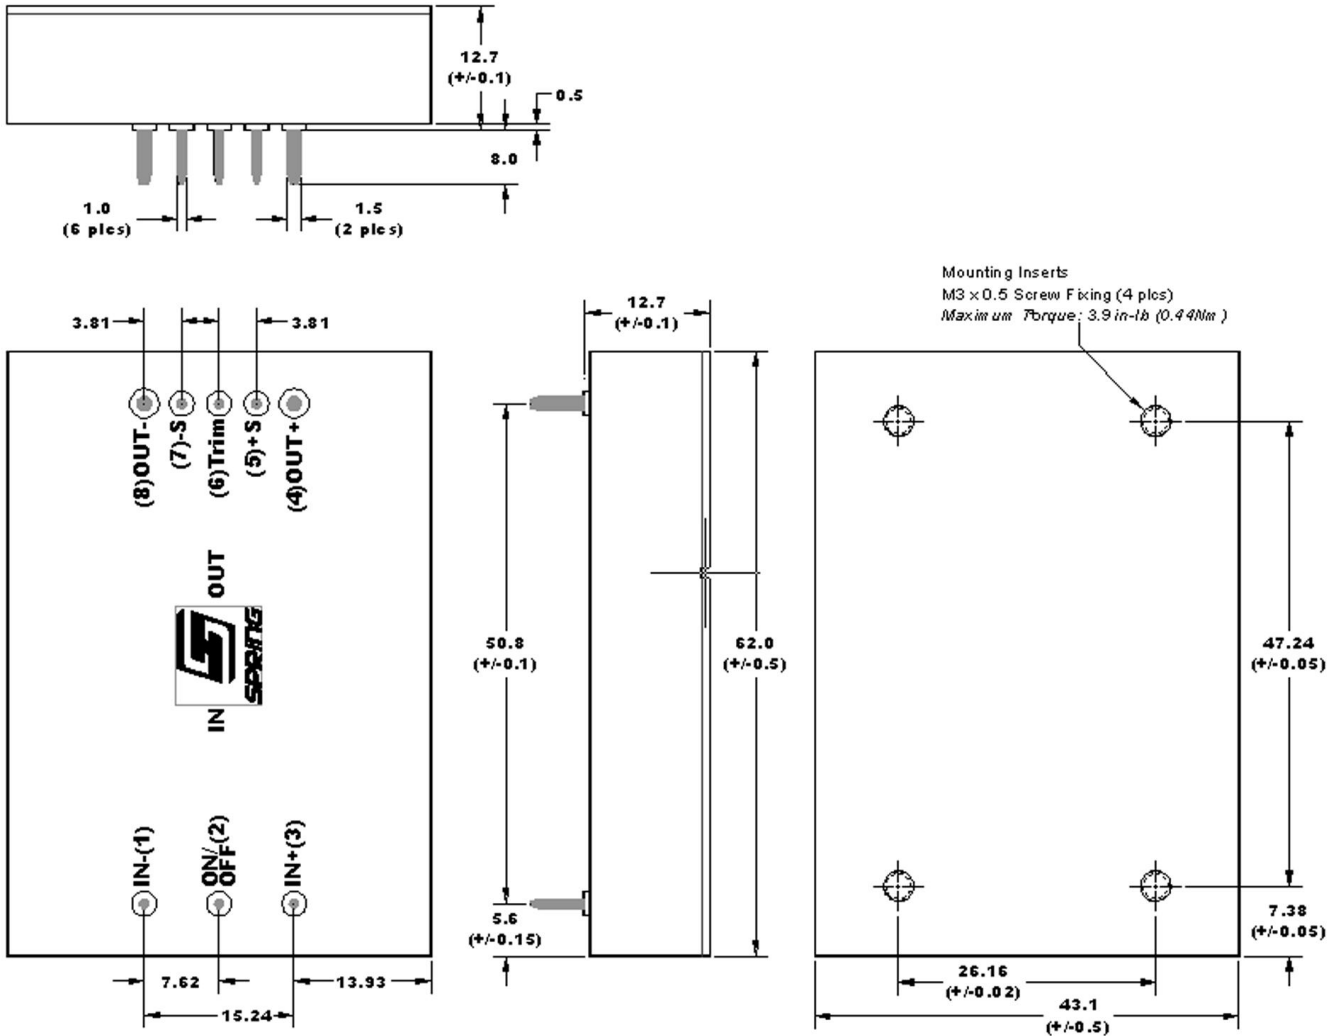 12.7
(+/-0.1)
0.5
8.0
1.0
(6 plcs)
1.5
(2 plcs)
Mounting Inserts
M3 x 0.5 Screw Fixing (4 plcs)
Maximum Torque: 3.9 in-lb (0.44Nm)
3.81
3.81
12.7
(+/-0.1)
(8)OUT-
(7)-S
(6)Trim
(5)+S
(4)OUT+
OUT
SPRING
IN
50.8
(+/-0.1)
62.0
(+/-0.5)
47.24
(+/-0.05)
IN-(1)
ON/(2)
OFF
IN+(3)
5.6
(+/-0.15)
7.38
(+/-0.05)
7.62
13.93
15.24
26.16
(+/-0.02)
43.1
(+/-0.5)